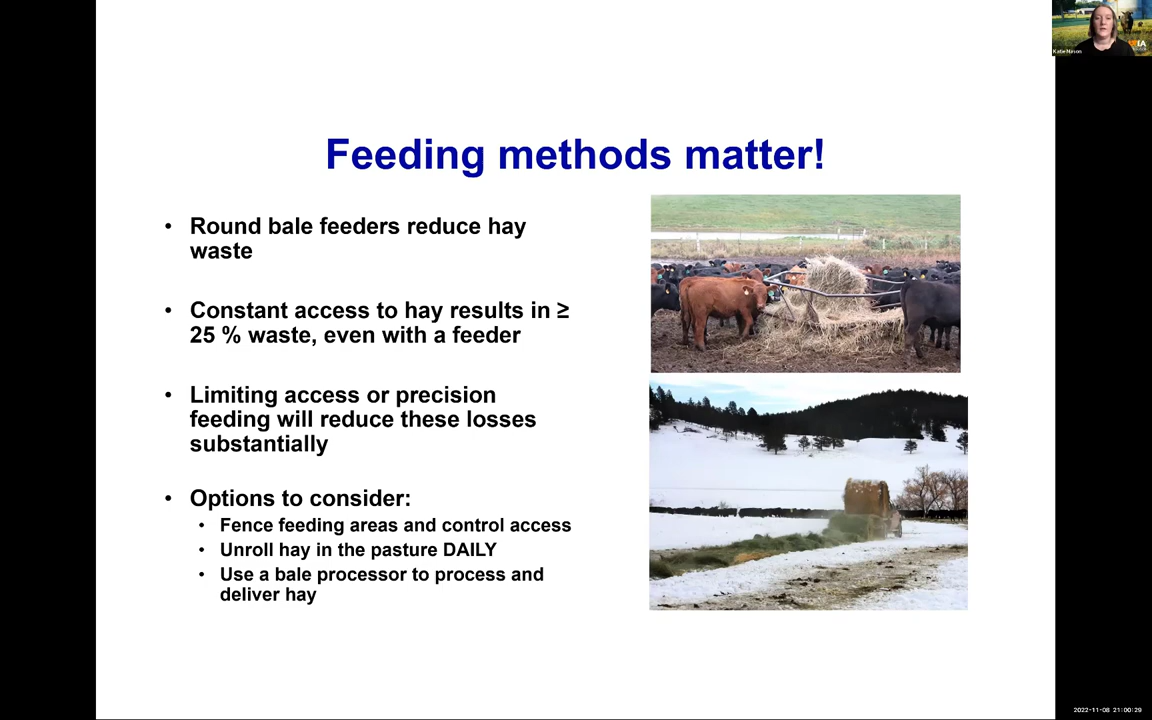 Feeding methods matter!
• Round bale feeders reduce hay
waste
• Constant access to hay results in ≥
25 % waste, even with a feeder
• Limiting access or precision
feeding will reduce these losses
substantially
• Options to consider:
• Fence feeding areas and control access
• Unroll hay in the pasture DAILY
• Use a bale processor to process and
deliver hay
Katie Mason
2022-11-08 21:00:29